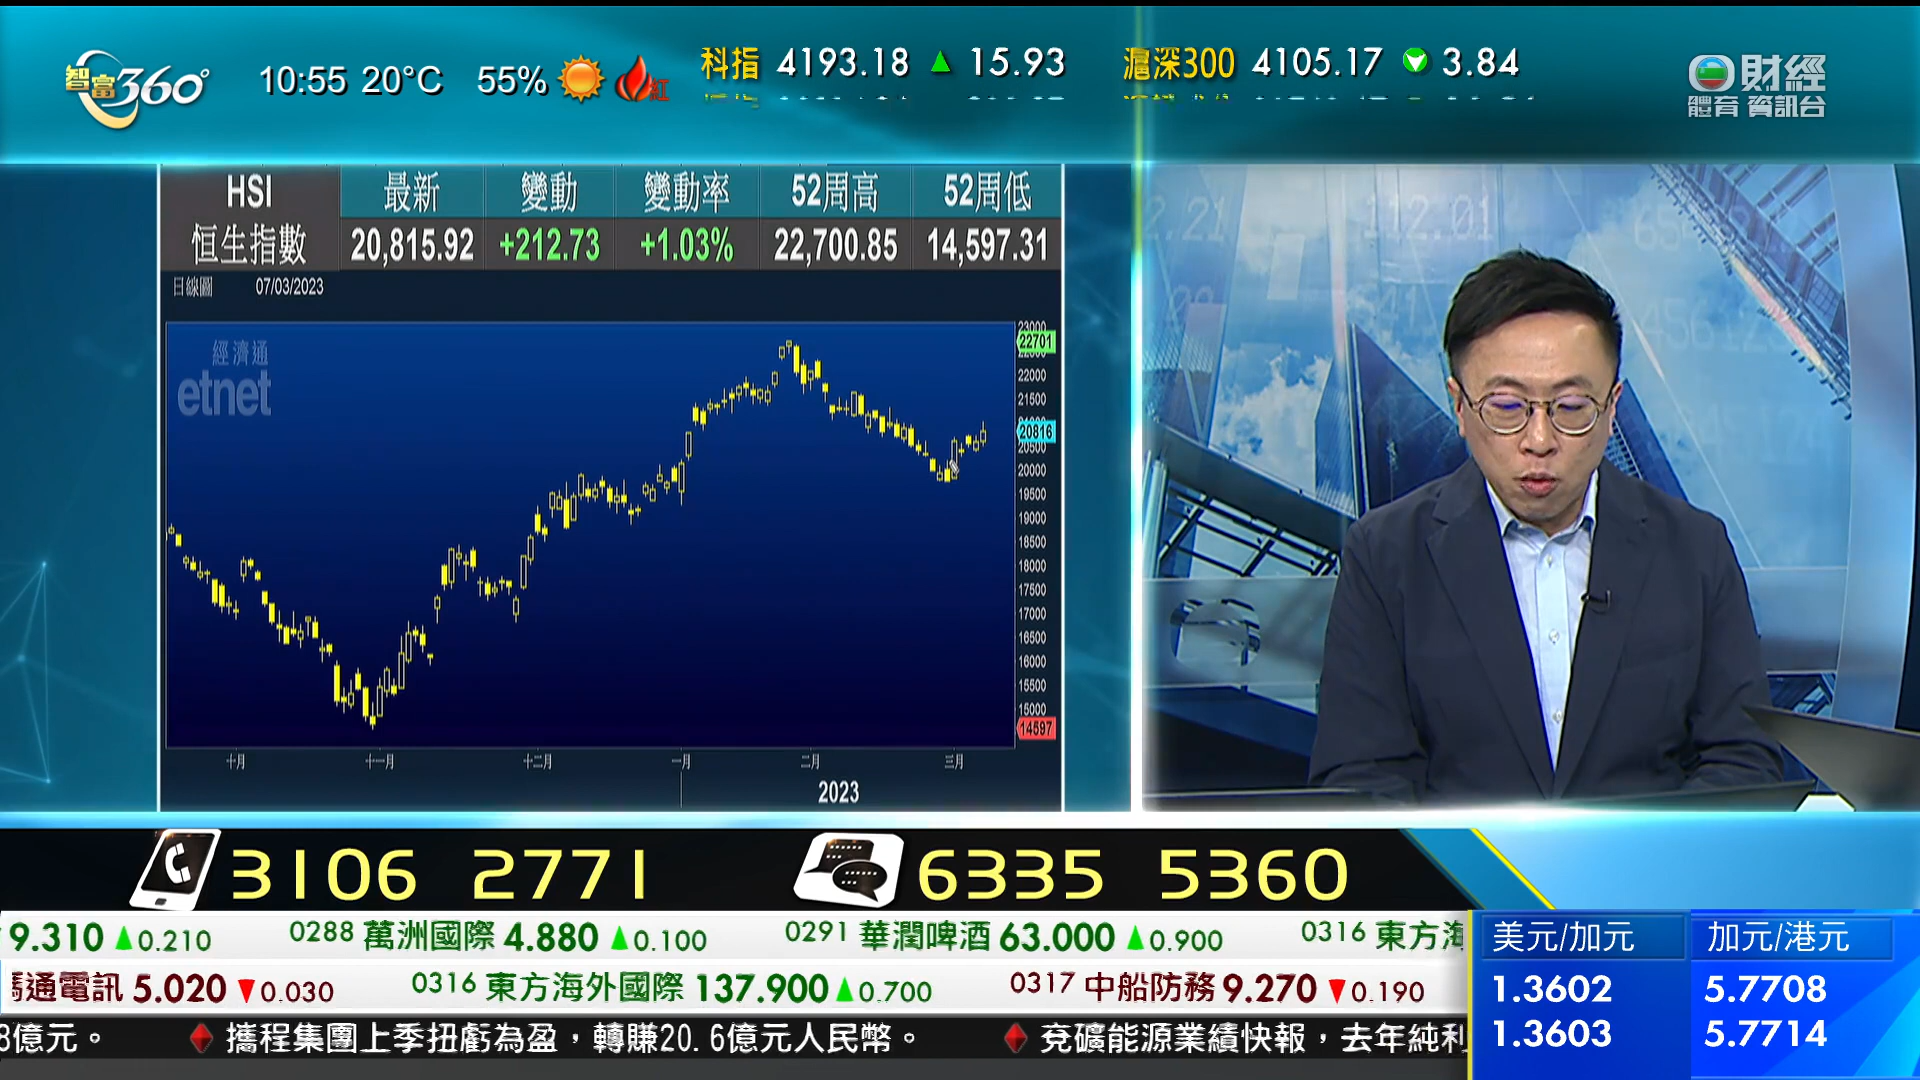 智富360°
10:55 20°C 55% 紅
科指 4193.18 ▲ 15.93 滬深300 4105.17 ▼ 3.84
財經
體育 資訊台
HSI 最新 變動 變動率 52周高 52周低
恒生指數 20,815.92 +212.73 +1.03% 22,700.85 14,597.31
日線圖 07/03/2023
經濟通
etnet
23000
22701
22000
21500
20816
20500
20000
19500
19000
18500
18000
17500
17000
16500
16000
15500
15000
14597
十月 十一月 十二月 一月 二月 三月
2023
3106 2771 6335 5360
9.310 ▲0.210 0288 萬洲國際 4.880 ▲0.100 0291 華潤啤酒 63.000 ▲0.900 0316 東方海
通電訊 5.020 ▼0.030 0316 東方海外國際 137.900 ▲0.700 0317 中船防務 9.270 ▼0.190
8億元。 ◆ 攜程集團上季扭虧為盈，轉賺20.6億元人民幣。 ◆ 兗礦能源業績快報，去年純利
美元/加元 加元/港元
1.3602 5.7708
1.3603 5.7714